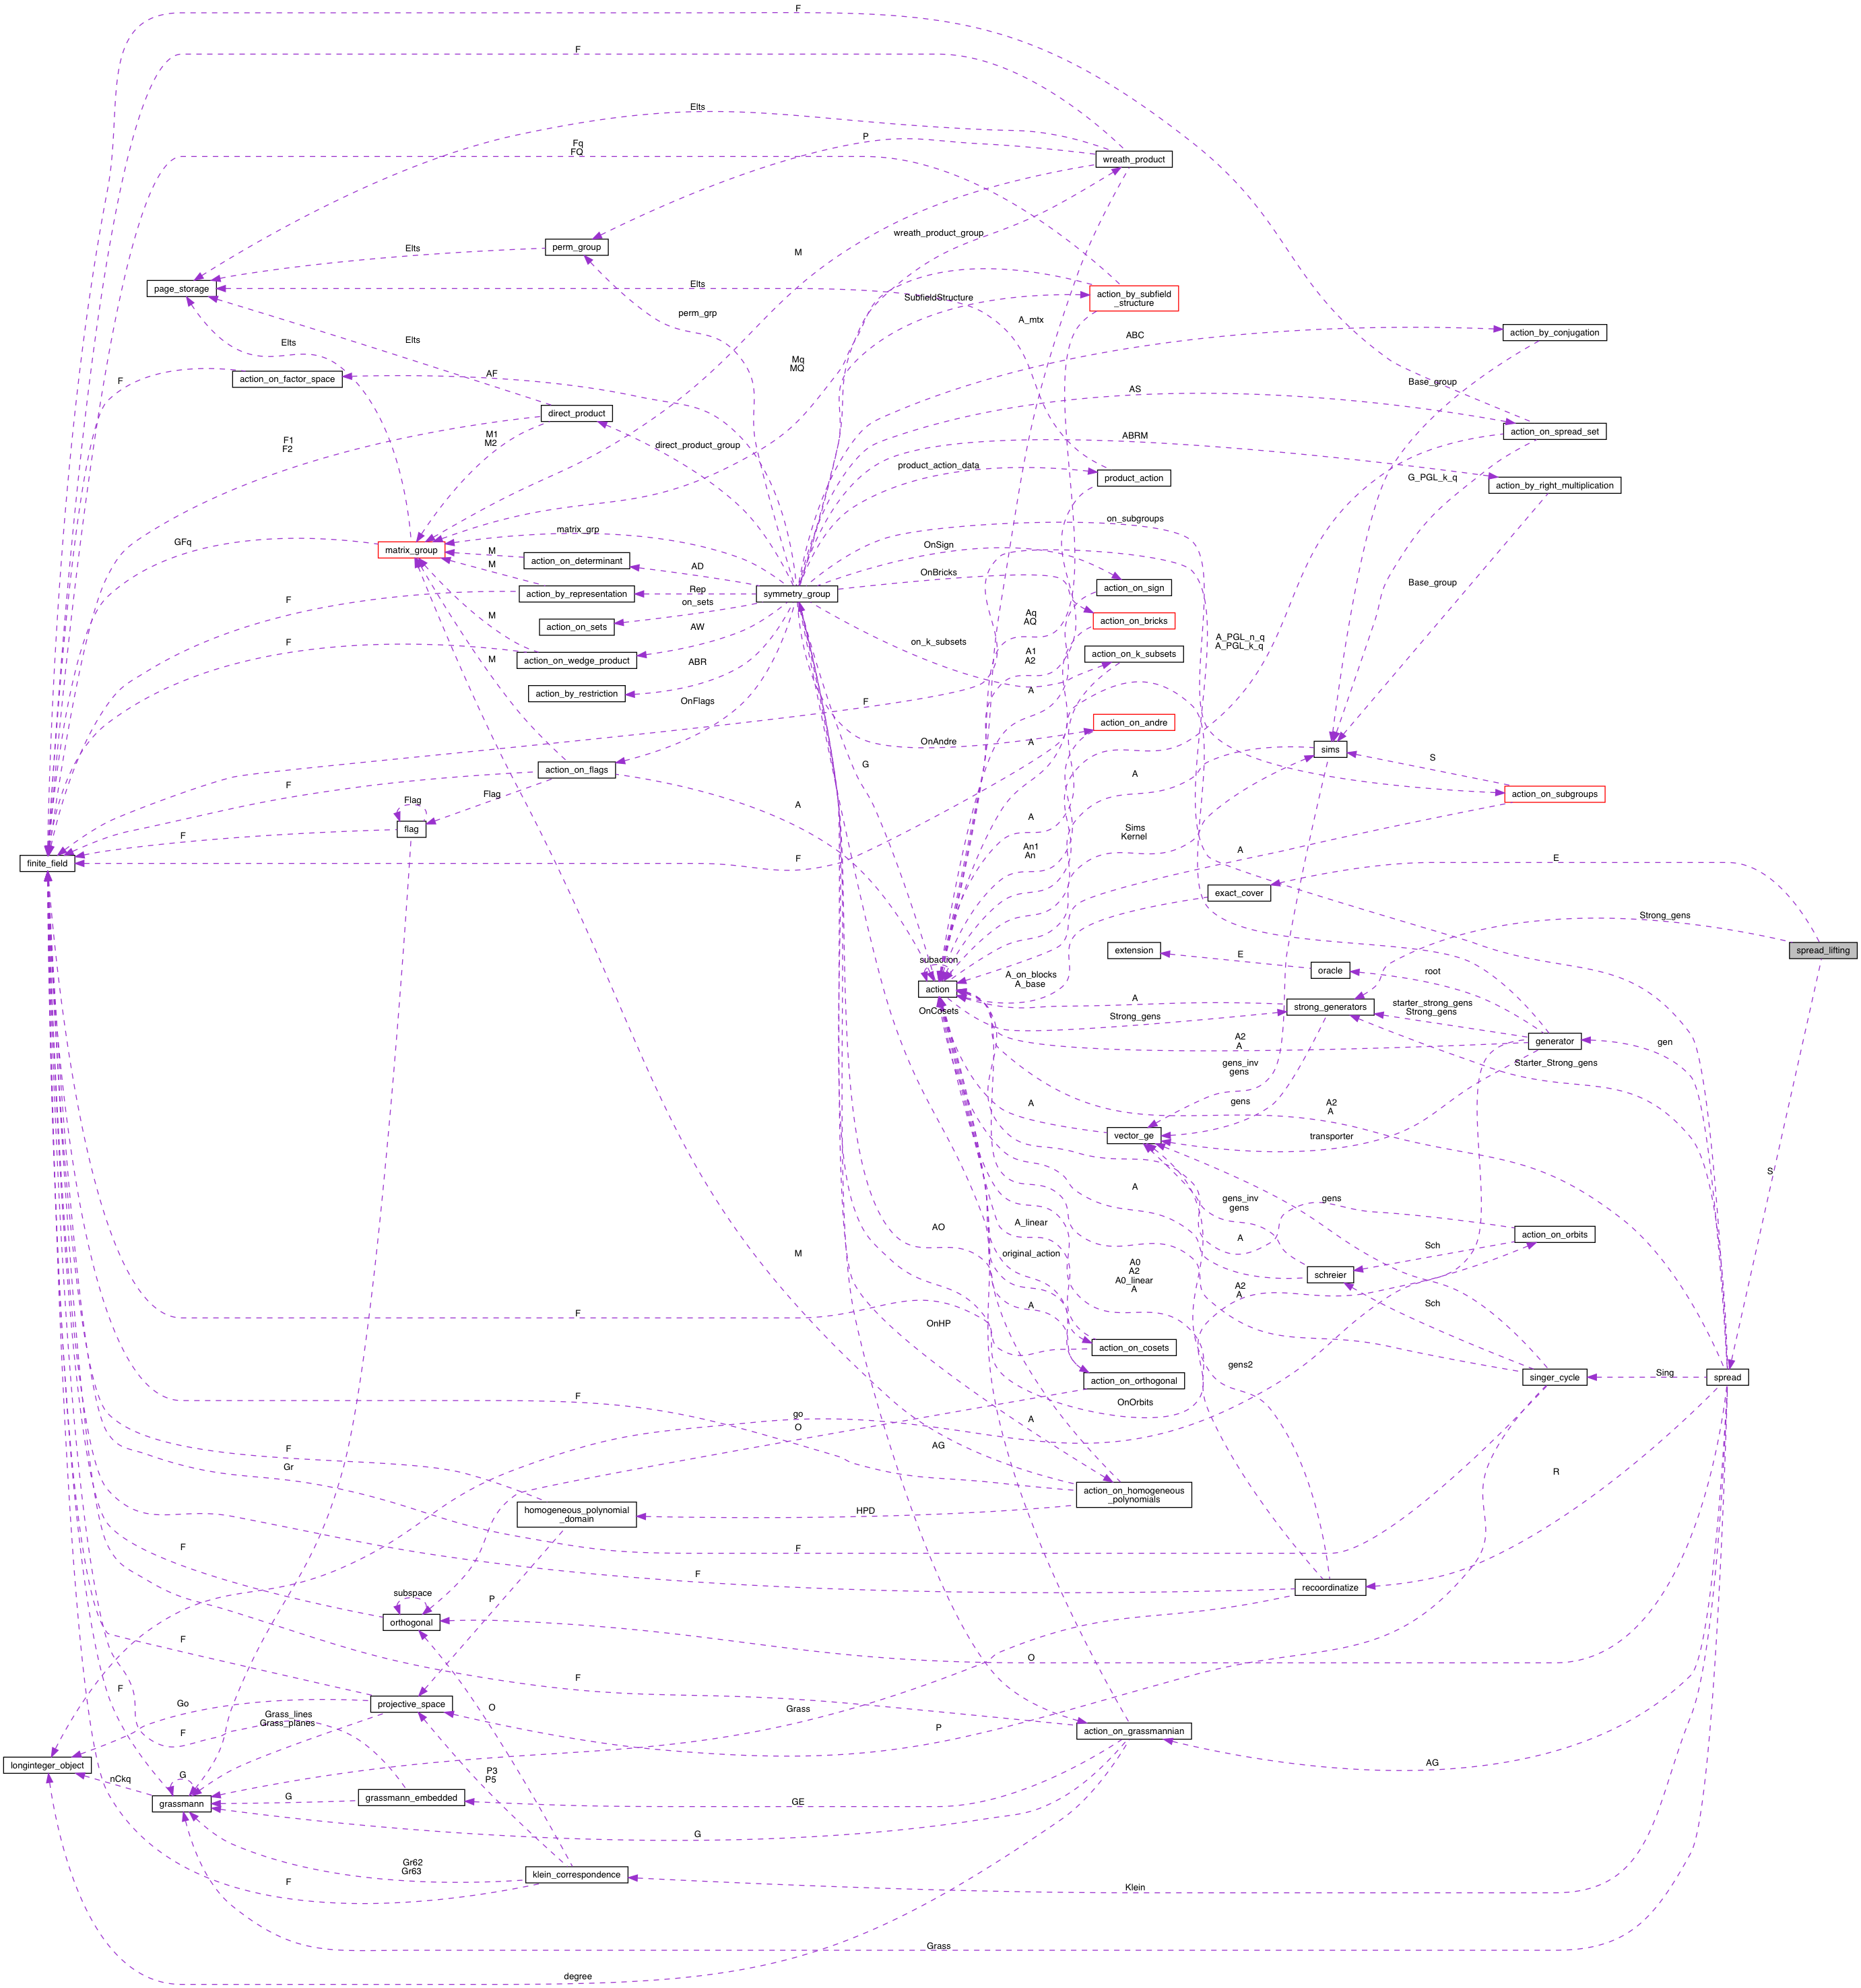 F
F
Elts
P
Fq
FQ
wreath_product
wreath_product_group
perm_group
Elts
M
page_storage
Elts
SubfieldStructure
action_by_subfield
_structure
perm_grp
A_mtx
ABC
action_by_conjugation
Elts
Elts
Mq
MQ
F
action_on_factor_space
AF
Base_group
AS
direct_product
action_on_spread_set
F1
F2
M1
M2
direct_product_group
ABRM
product_action_data
product_action
G_PGL_k_q
action_by_right_multiplication
matrix_grp
on_subgroups
GFq
matrix_group
M
action_on_determinant
OnSign
M
AD
OnBricks
action_on_sign
Base_group
F
action_by_representation
Rep
symmetry_group
on_sets
M
action_on_sets
AW
Aq
AQ
action_on_bricks
F
on_k_subsets
A_PGL_n_q
A_PGL_k_q
M
action_on_wedge_product
ABR
A1
A2
action_on_k_subsets
action_by_restriction
OnFlags
F
A
OnAndre
A
action_on_andre
sims
G
S
F
action_on_flags
A
Flag
Flag
A
action_on_subgroups
F
flag
A
Sims
Kernel
finite_field
F
An1
An
A
E
exact_cover
Strong_gens
extension
E
spread_lifting
subaction
oracle
root
action
A_on_blocks
A_base
A
strong_generators
starter_strong_gens
Strong_gens
OnCosets
Strong_gens
A2
A
generator
gen
gens_inv
gens
Starter_Strong_gens
A
gens
A2
A
vector_ge
transporter
S
A
gens_inv
gens
gens
A_linear
AO
A
action_on_orbits
Sch
original_action
M
A0
A2
A0_linear
A
schreier
A2
A
Sch
F
A
OnHP
action_on_cosets
gens2
action_on_orthogonal
singer_cycle
Sing
spread
F
OnOrbits
go
O
A
AG
F
Gr
R
action_on_homogeneous
_polynomials
homogeneous_polynomial
_domain
HPD
F
F
F
recoordinatize
subspace
P
orthogonal
F
O
F
F
projective_space
Go
O
Grass
Grass_lines
Grass_planes
F
P
action_on_grassmannian
longinteger_object
AG
nCkq
G
P3
P5
grassmann
G
grassmann_embedded
GE
G
Gr62
Gr63
klein_correspondence
F
Klein
Grass
degree